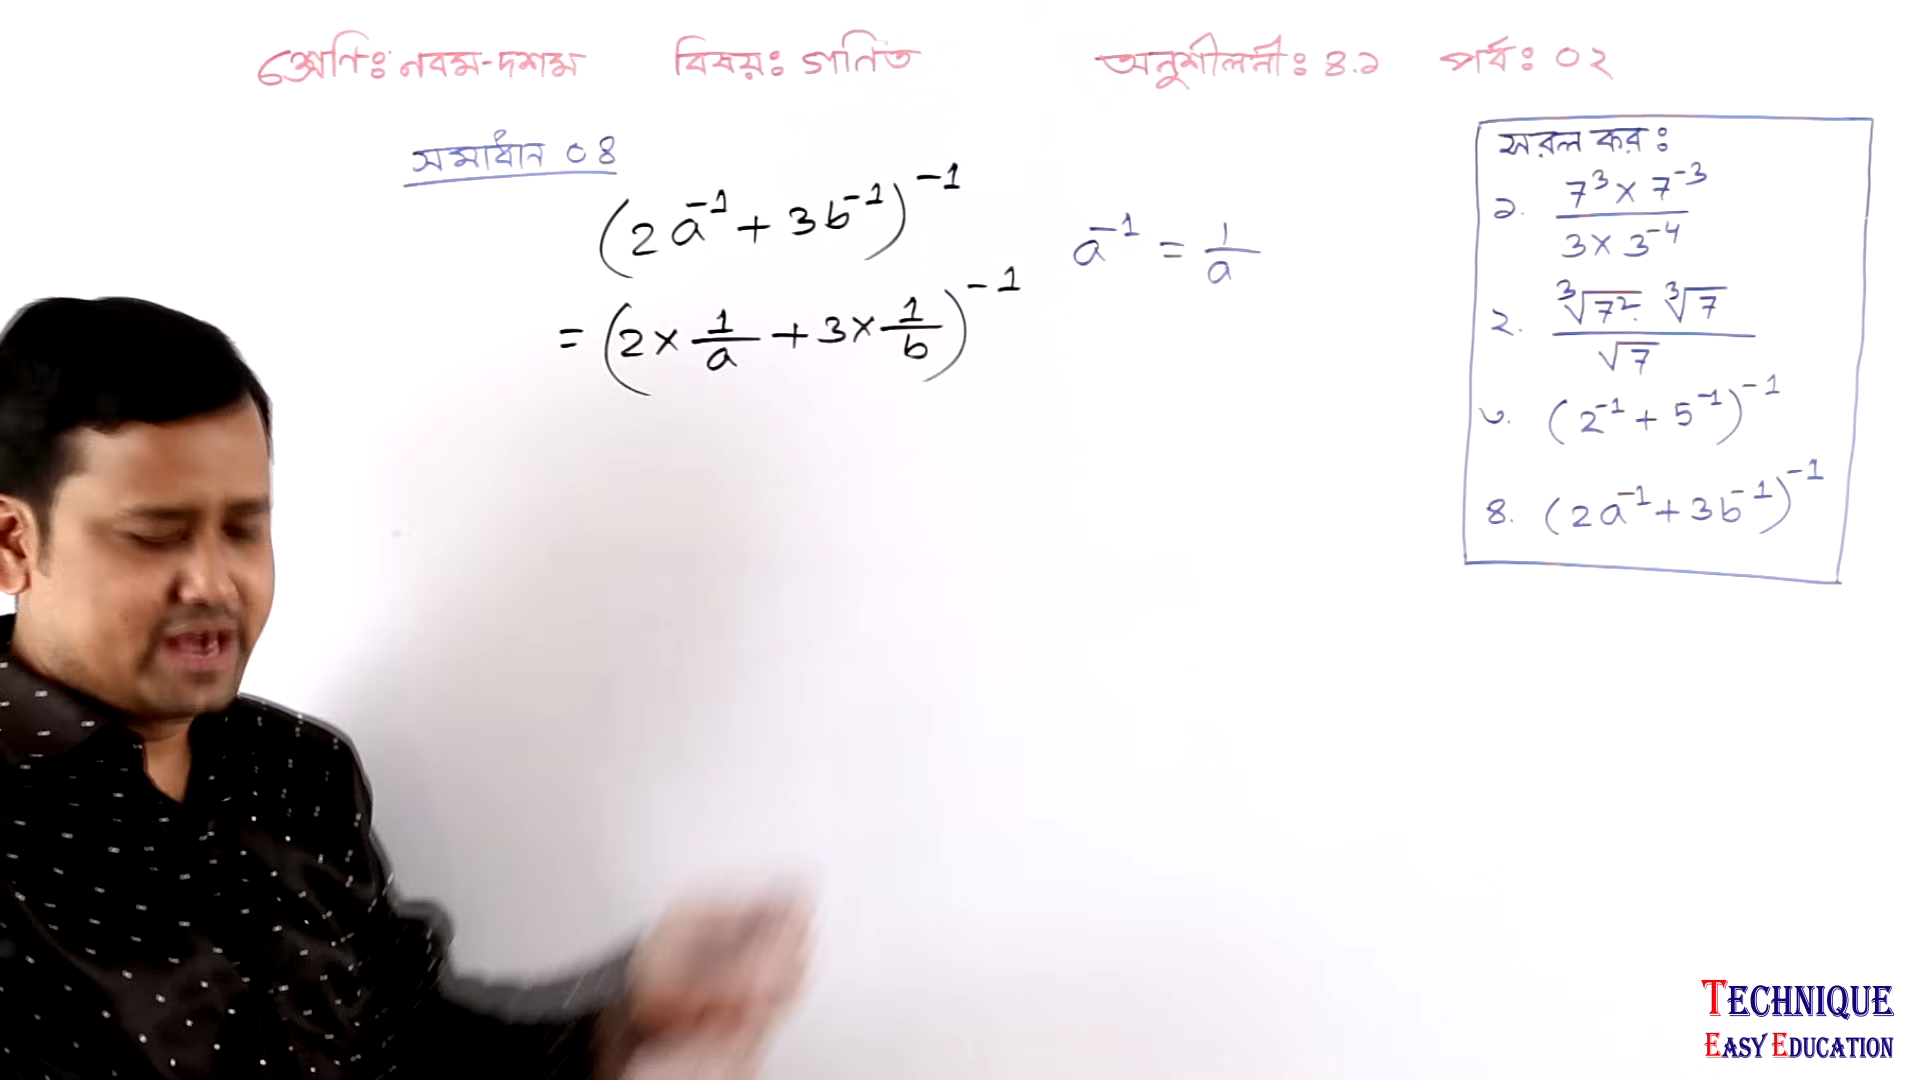 শ্রেণিঃ নবম-দশম বিষয়ঃ গনিত অনুশীলনীঃ ৪.১ পর্বঃ ০২
সমাধান ০৪
(2a⁻¹ + 3b⁻¹)⁻¹
a⁻¹ = 1/a
= (2 × 1/a + 3 × 1/b)⁻¹
সরল করঃ
১. (7³ × 7⁻³)/(3 × 3⁻⁴)
২. (∛7² ∛7)/√7
৩. (2⁻¹ + 5⁻¹)⁻¹
৪. (2a⁻¹ + 3b⁻¹)⁻¹
TECHNIQUE
EASY EDUCATION